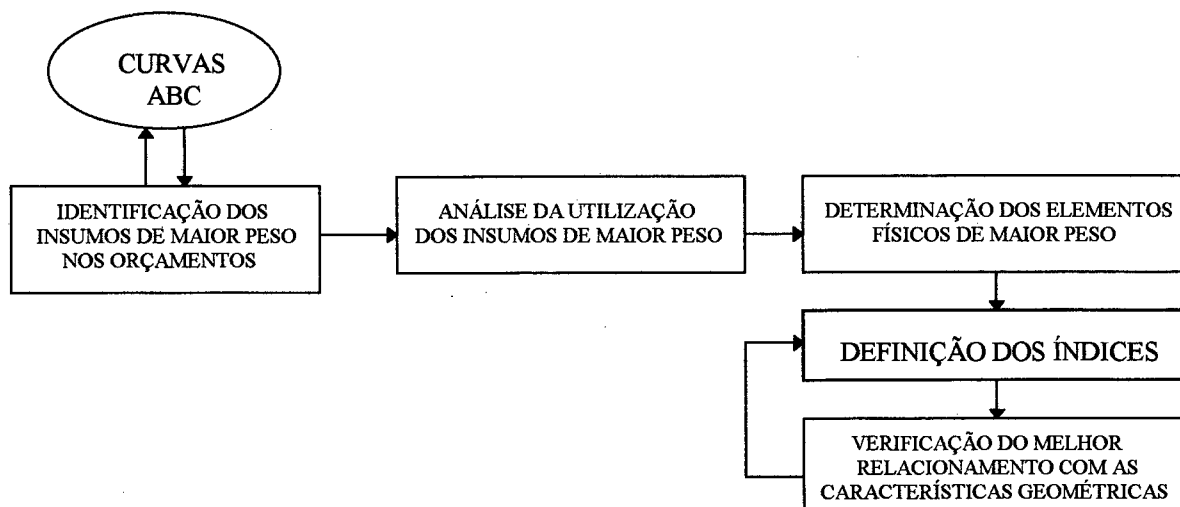 CURVAS
ABC
IDENTIFICAÇÃO DOS
INSUMOS DE MAIOR PESO
NOS ORÇAMENTOS
ANÁLISE DA UTILIZAÇÃO
DOS INSUMOS DE MAIOR PESO
DETERMINAÇÃO DOS ELEMENTOS
FÍSICOS DE MAIOR PESO
DEFINIÇÃO DOS ÍNDICES
VERIFICAÇÃO DO MELHOR
RELACIONAMENTO COM AS
CARACTERÍSTICAS GEOMÉTRICAS